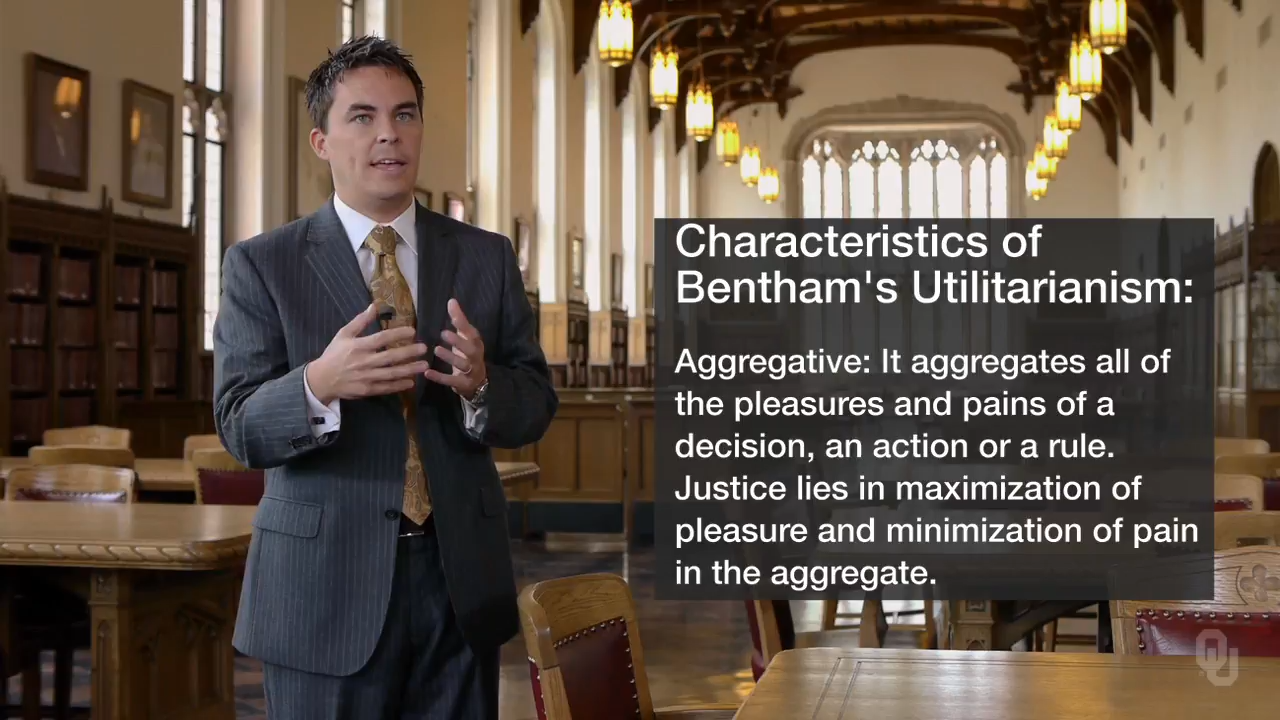 Characteristics of
Bentham's Utilitarianism:
Aggregative: It aggregates all of
the pleasures and pains of a
decision, an action or a rule.
Justice lies in maximization of
pleasure and minimization of pain
in the aggregate.
OU